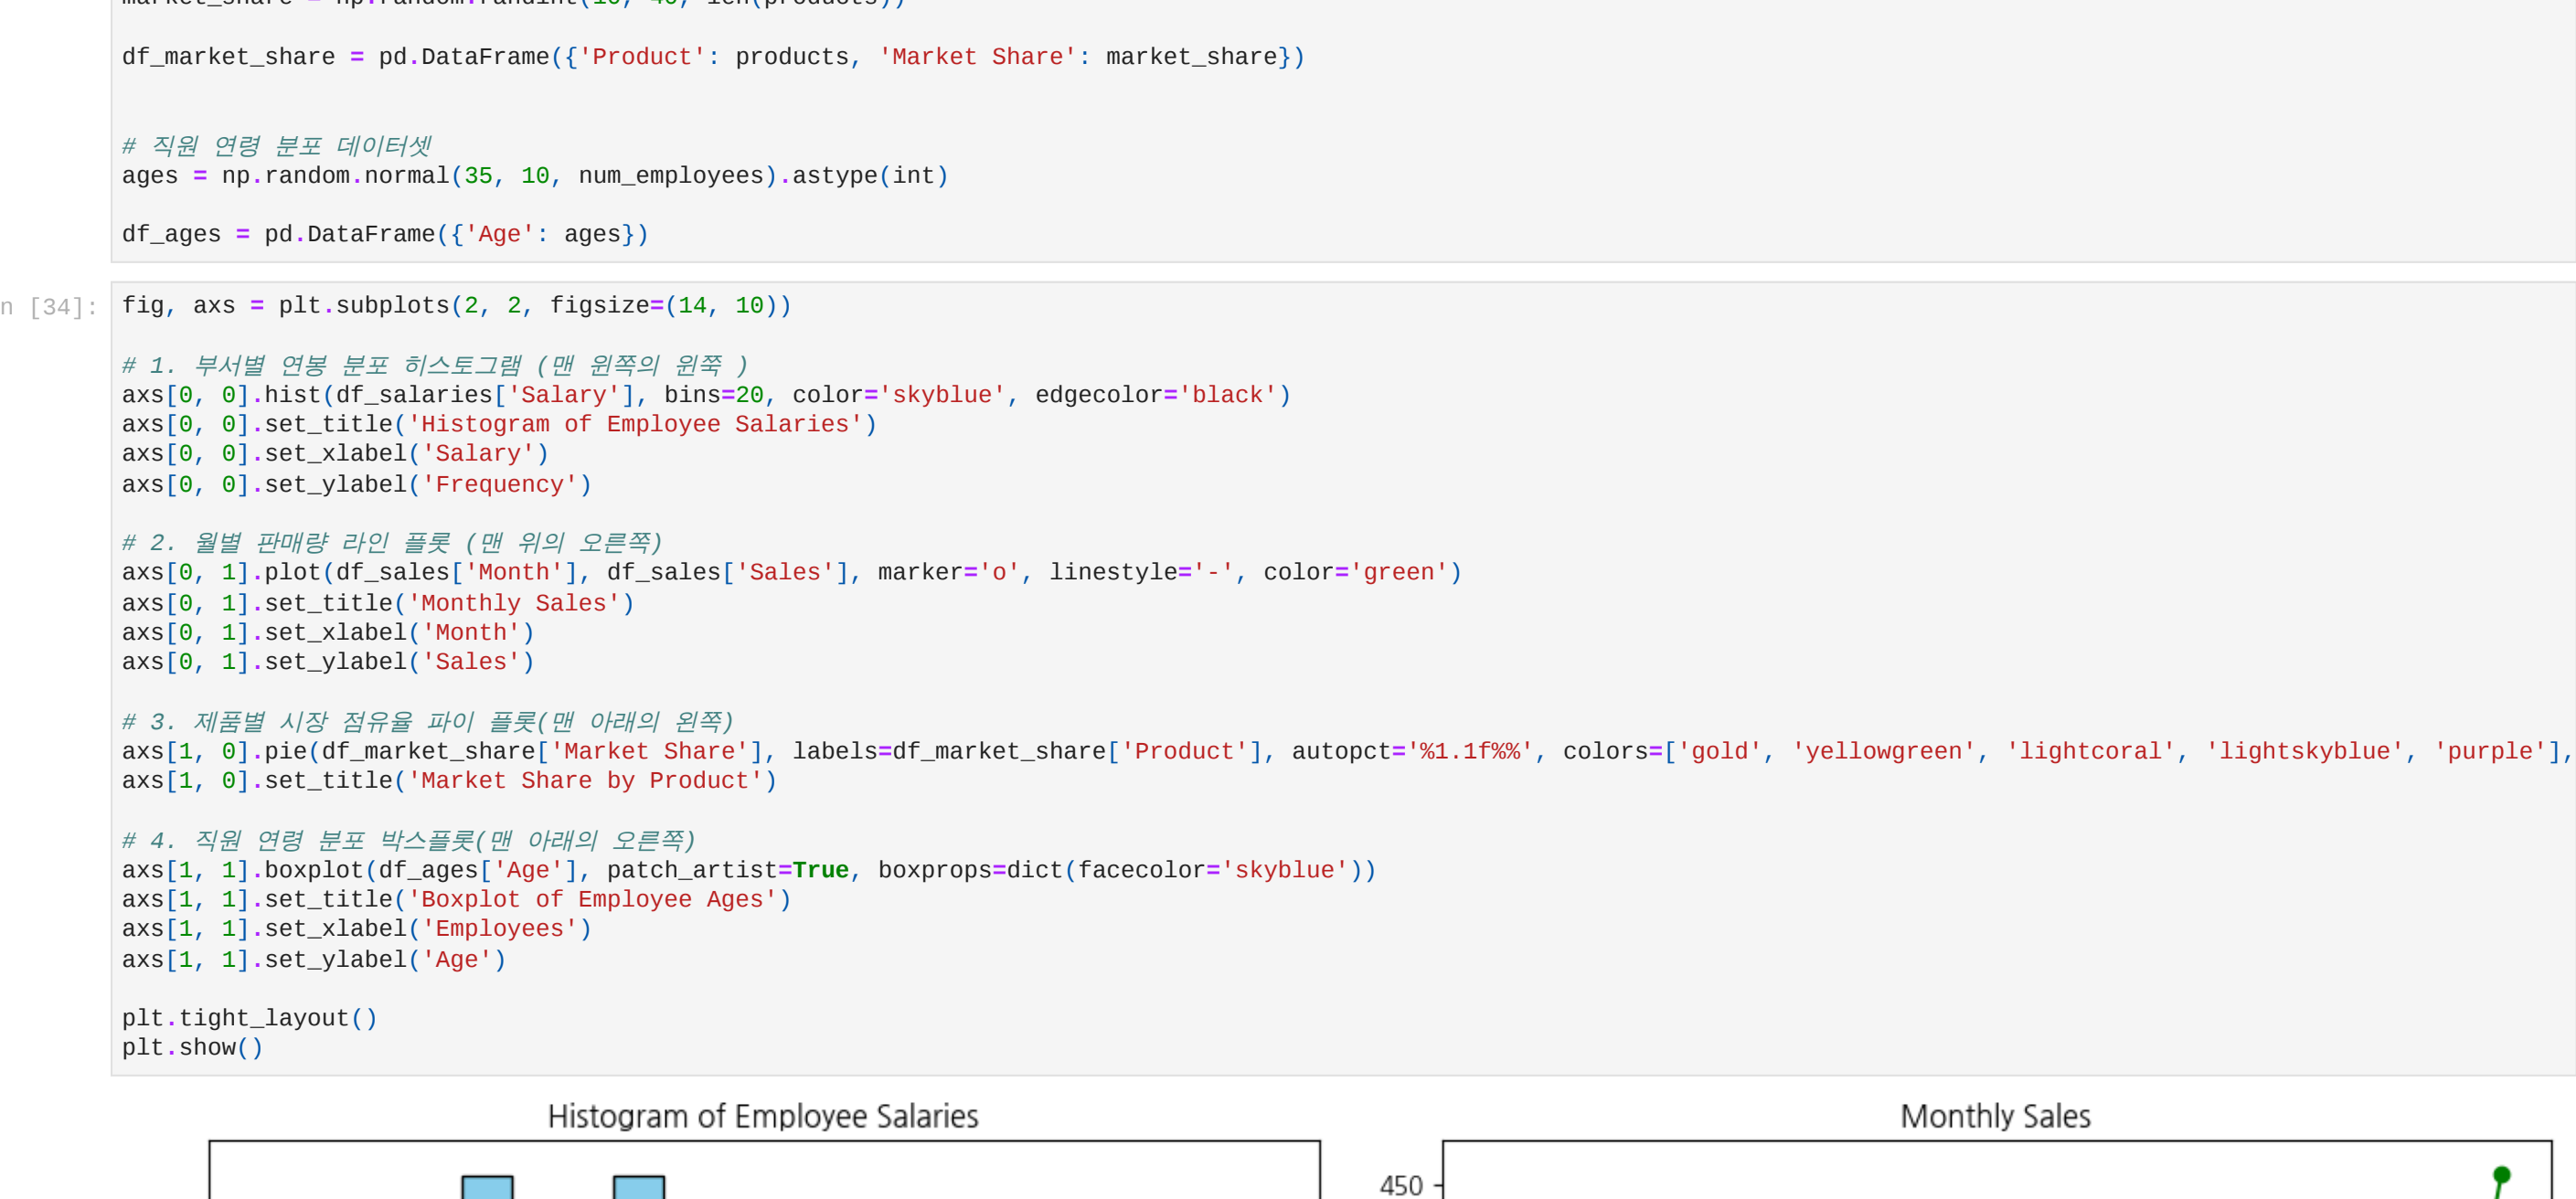 df_market_share = pd.DataFrame({'Product': products, 'Market Share': market_share})
# 직원 연령 분포 데이터셋
ages = np.random.normal(35, 10, num_employees).astype(int)
df_ages = pd.DataFrame({'Age': ages})
n [34]:
fig, axs = plt.subplots(2, 2, figsize=(14, 10))
# 1. 부서별 연봉 분포 히스토그램 (맨 윈쪽의 윈쭉 )
axs[0, 0].hist(df_salaries['Salary'], bins=20, color='skyblue', edgecolor='black')
axs[0, 0].set_title('Histogram of Employee Salaries')
axs[0, 0].set_xlabel('Salary')
axs[0, 0].set_ylabel('Frequency')
# 2. 월별 판매량 라인 플롯 (맨 위의 오른쪽)
axs[0, 1].plot(df_sales['Month'], df_sales['Sales'], marker='o', linestyle='-', color='green')
axs[0, 1].set_title('Monthly Sales')
axs[0, 1].set_xlabel('Month')
axs[0, 1].set_ylabel('Sales')
# 3. 제품별 시장 점유율 파이 플롯(맨 아래의 왼쪽)
axs[1, 0].pie(df_market_share['Market Share'], labels=df_market_share['Product'], autopct='%1.1f%%', colors=['gold', 'yellowgreen', 'lightcoral', 'lightskyblue', 'purple'],
axs[1, 0].set_title('Market Share by Product')
# 4. 직원 연령 분포 박스플롯(맨 아래의 오른쪽)
axs[1, 1].boxplot(df_ages['Age'], patch_artist=True, boxprops=dict(facecolor='skyblue'))
axs[1, 1].set_title('Boxplot of Employee Ages')
axs[1, 1].set_xlabel('Employees')
axs[1, 1].set_ylabel('Age')
plt.tight_layout()
plt.show()
Histogram of Employee Salaries
Monthly Sales
450